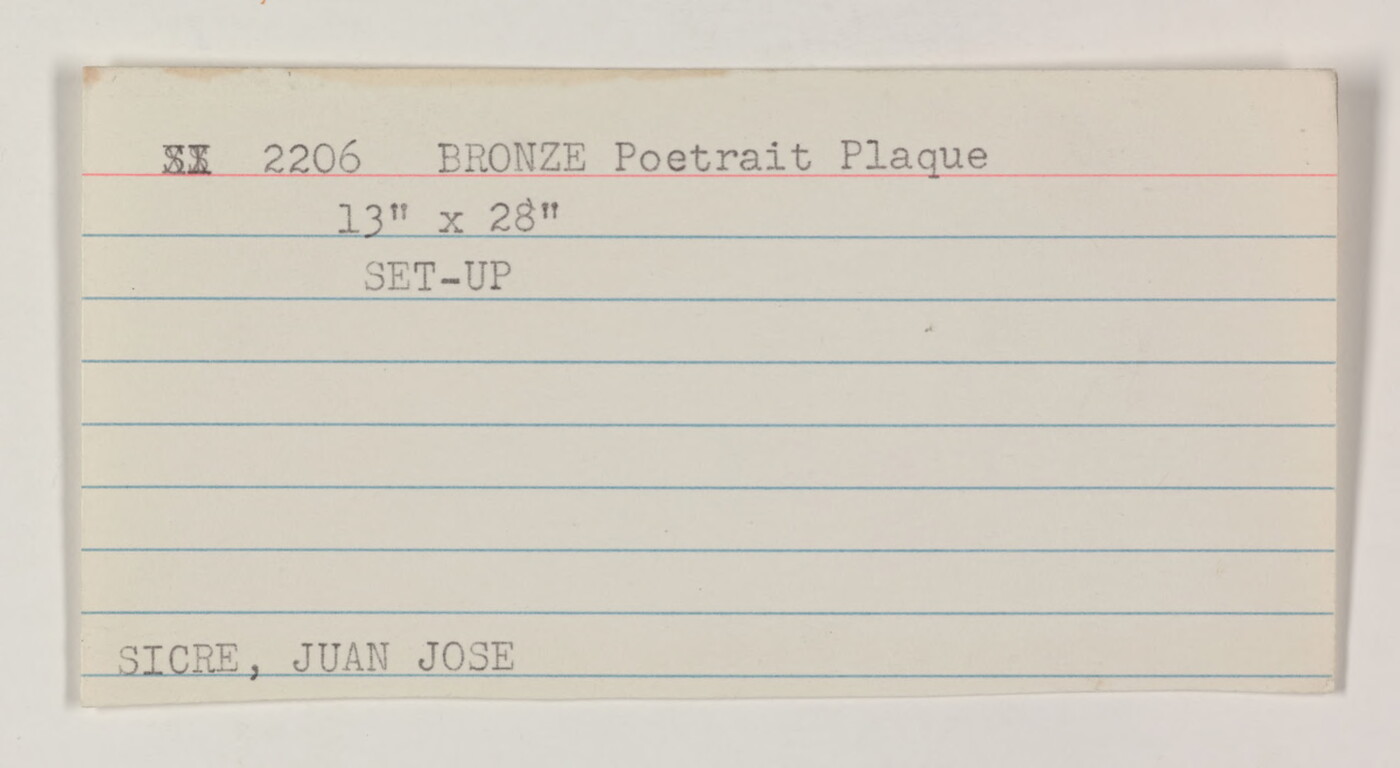 2206 BRONZE Poetrait Plaque
13" x 28"
SET-UP
SICRE, JUAN JOSE